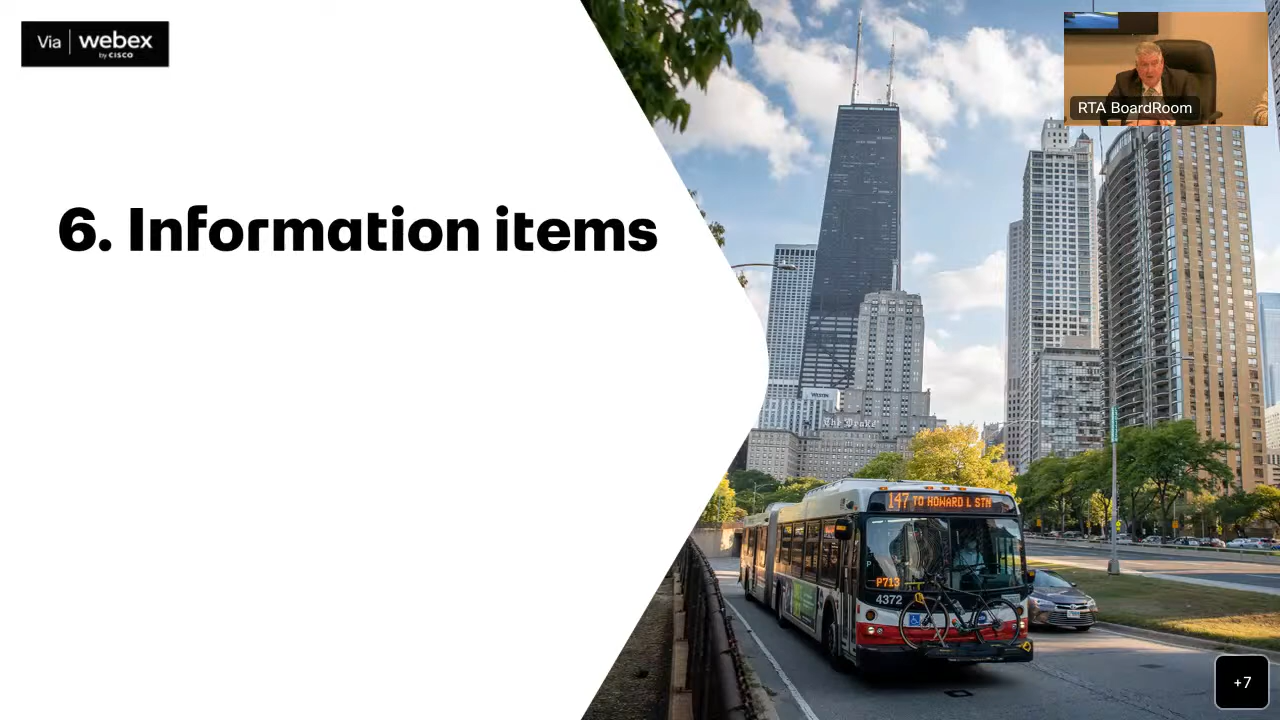 Via | webex
by CISCO
RTA BoardRoom
6. Information items
The Drake
147 TO HOWARD L STN
P713
4372
+7